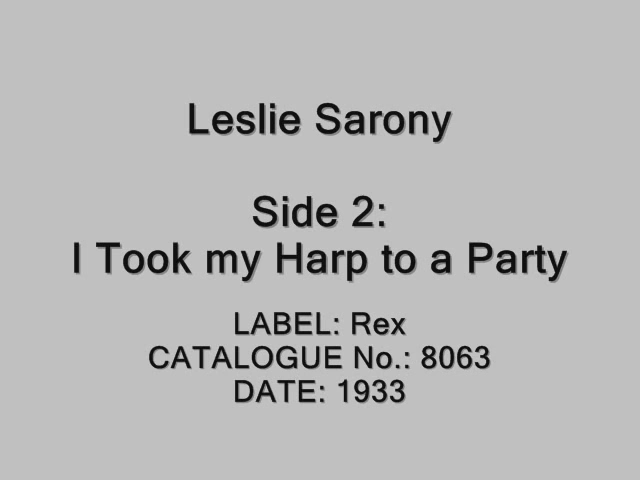 Leslie Sarony
Side 2:
I Took my Harp to a Party
LABEL: Rex
CATALOGUE No.: 8063
DATE: 1933